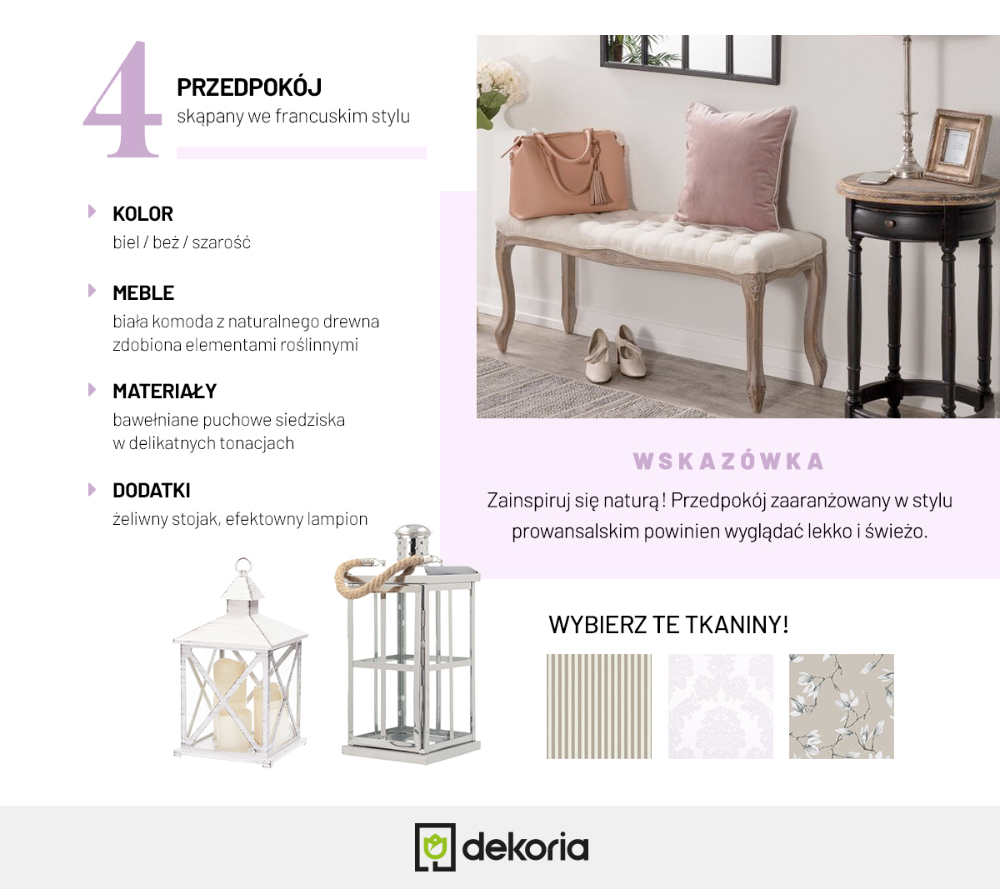 4
PRZEDPOKÓJ
skąpany we francuskim stylu
KOLOR
biel / beż / szarość
MEBLE
biała komoda z naturalnego drewna
zdobiona elementami roślinnymi
MATERIAŁY
bawełniane puchowe siedziska
w delikatnych tonacjach
DODATKI
żeliwny stojak, efektowny lampion
WSKAZÓWKA
Zainspiruj się naturą! Przedpokój zaaranżowany w stylu
prowansalskim powinien wyglądać lekko i świeżo.
WYBIERZ TE TKANINY!
dekoria